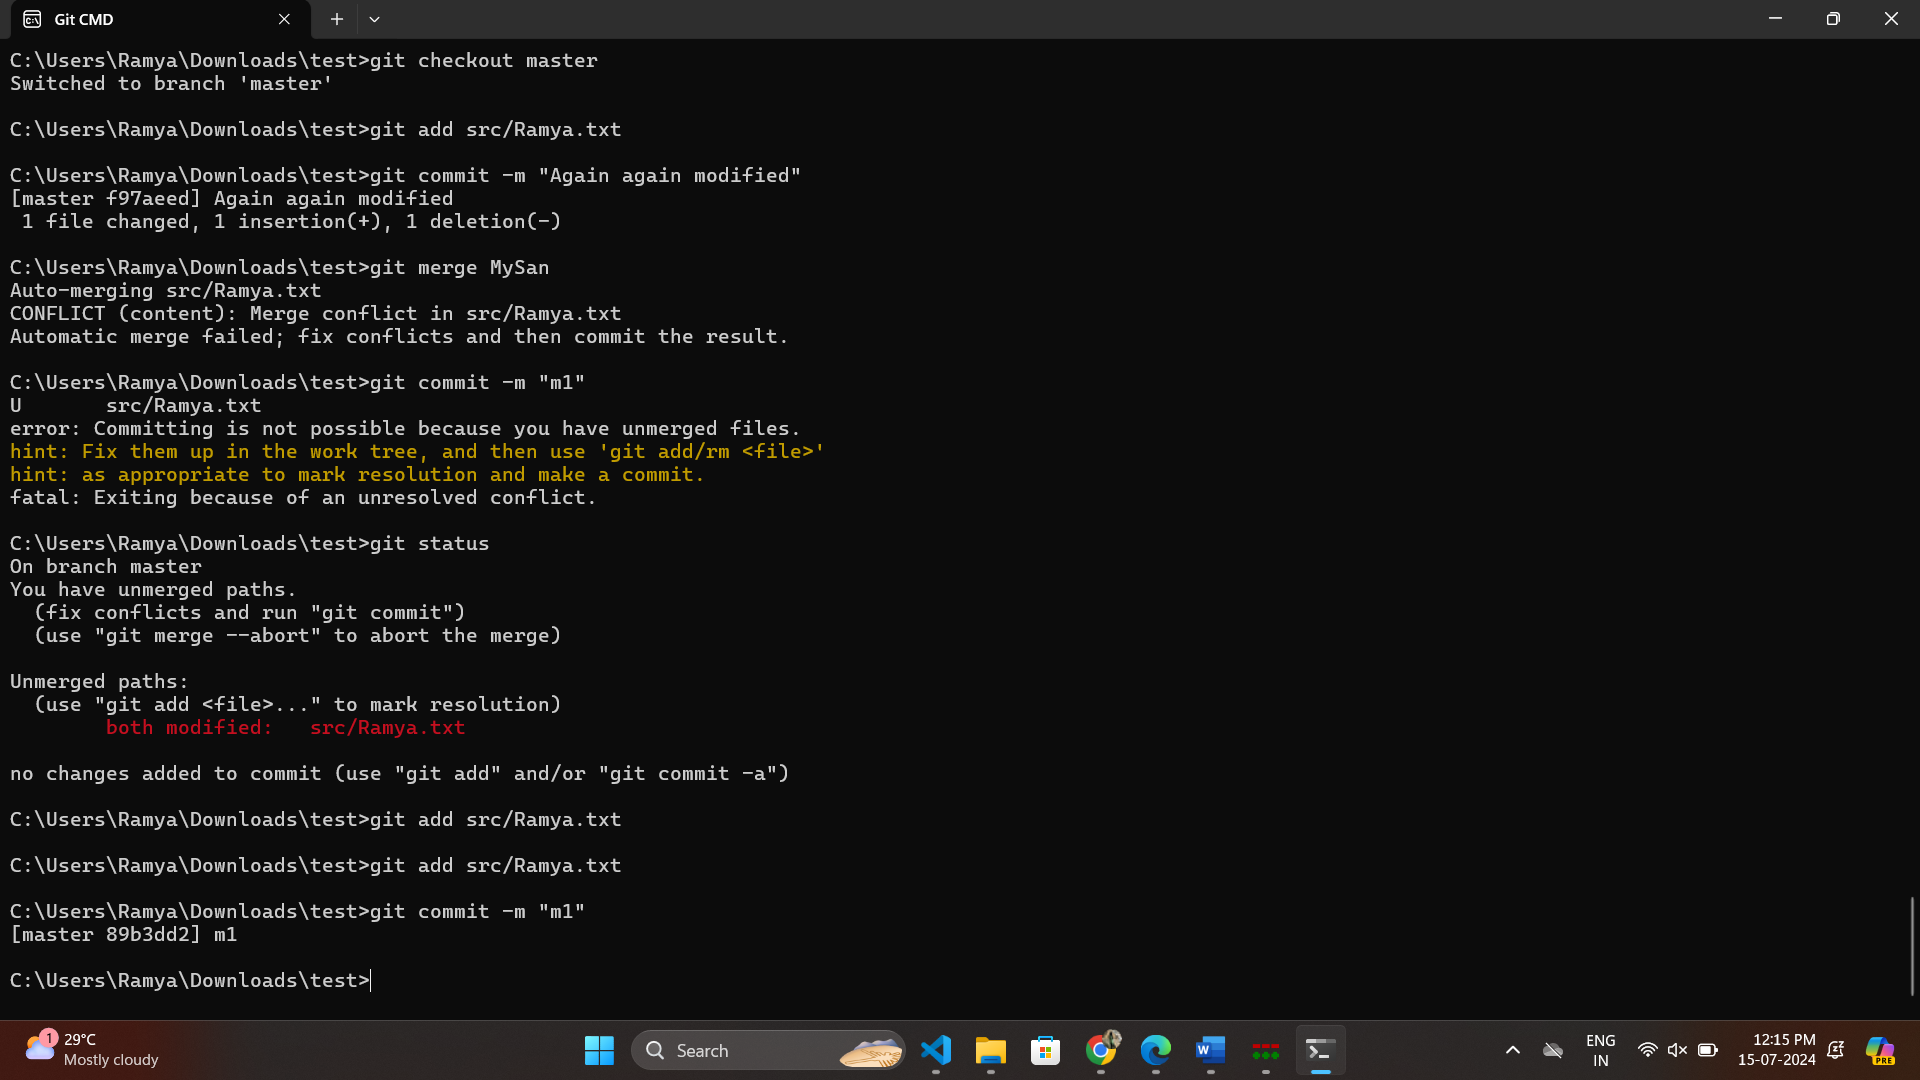 Git CMD
C:\Users\Ramya\Downloads\test>git checkout master
Switched to branch 'master'
C:\Users\Ramya\Downloads\test>git add src/Ramya.txt
C:\Users\Ramya\Downloads\test>git commit -m "Again again modified"
[master f97aeed] Again again modified
 1 file changed, 1 insertion(+), 1 deletion(-)
C:\Users\Ramya\Downloads\test>git merge MySan
Auto-merging src/Ramya.txt
CONFLICT (content): Merge conflict in src/Ramya.txt
Automatic merge failed; fix conflicts and then commit the result.
C:\Users\Ramya\Downloads\test>git commit -m "m1"
U       src/Ramya.txt
error: Committing is not possible because you have unmerged files.
hint: Fix them up in the work tree, and then use 'git add/rm <file>'
hint: as appropriate to mark resolution and make a commit.
fatal: Exiting because of an unresolved conflict.
C:\Users\Ramya\Downloads\test>git status
On branch master
You have unmerged paths.
  (fix conflicts and run "git commit")
  (use "git merge --abort" to abort the merge)
Unmerged paths:
  (use "git add <file>..." to mark resolution)
        both modified:   src/Ramya.txt
no changes added to commit (use "git add" and/or "git commit -a")
C:\Users\Ramya\Downloads\test>git add src/Ramya.txt
C:\Users\Ramya\Downloads\test>git add src/Ramya.txt
C:\Users\Ramya\Downloads\test>git commit -m "m1"
[master 89b3dd2] m1
C:\Users\Ramya\Downloads\test>
1
29°C
Mostly cloudy
Search
W
ENG
IN
12:15 PM
15-07-2024
PRE